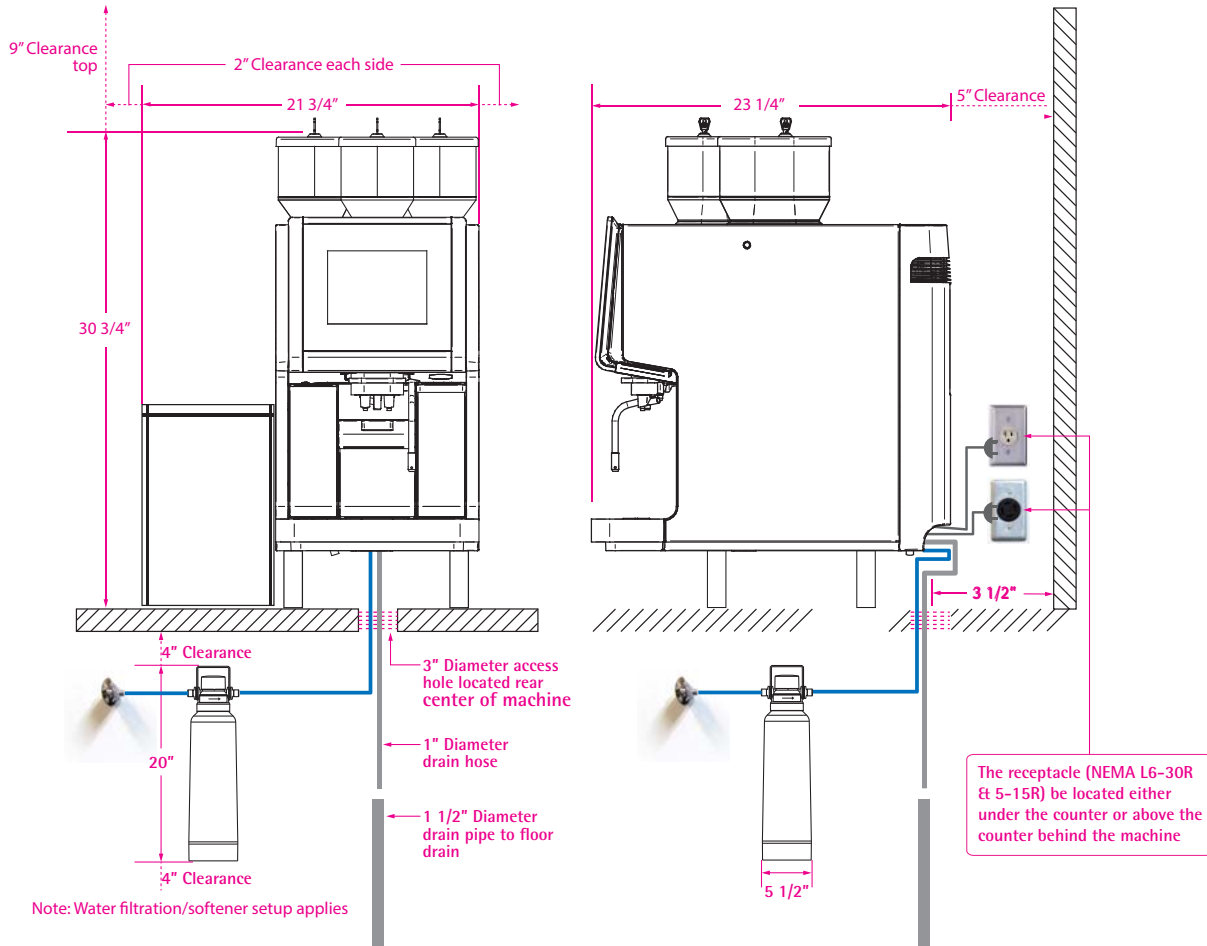 9” Clearance
top
2” Clearance each side
21 3/4”
30 3/4”
4” Clearance
20”
4” Clearance
3” Diameter access
hole located rear
center of machine
1” Diameter
drain hose
1 1/2” Diameter
drain pipe to floor
drain
Note: Water filtration/softener setup applies
23 1/4”
5” Clearance
3 1/2”
5 1/2”
The receptacle (NEMA L6-30R
& 5-15R) be located either
under the counter or above the
counter behind the machine